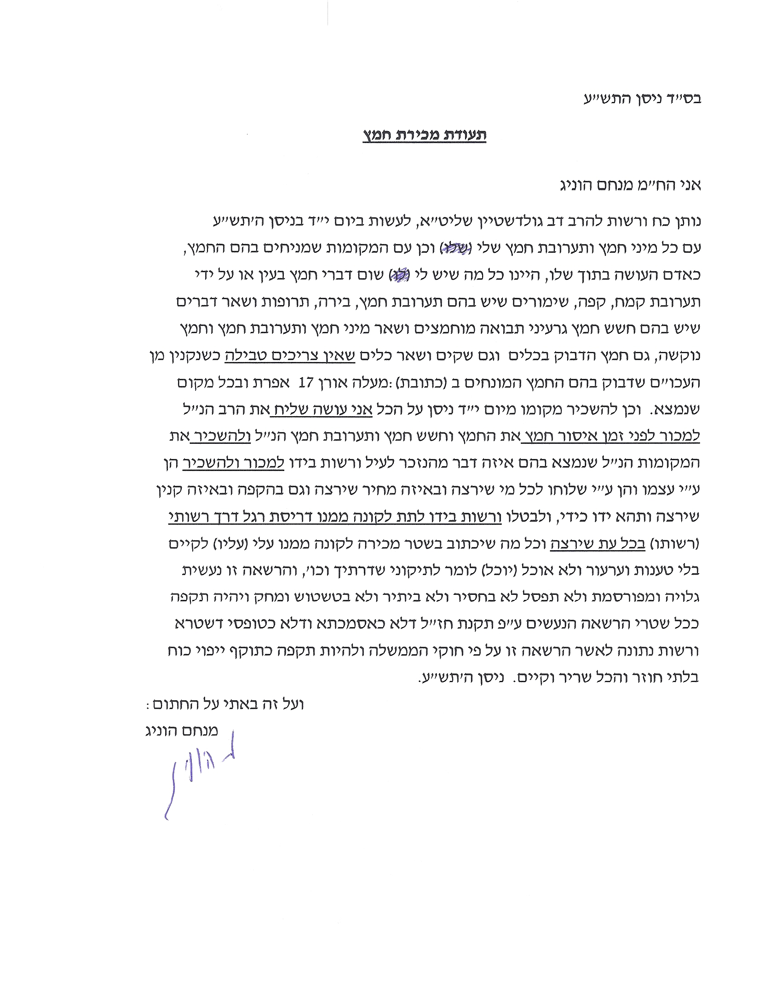 בס״ד ניסן התש״ע
תעודת מכירת חמץ
אני הח״מ מנחם הוניג
נותן כח ורשות להרב דב גולדשטיין שליט״א, לעשות ביום י״ד בניסן ה׳תש״ע
עם כל מיני חמץ ותערובת חמץ שלי (שלו) וכן עם המקומות שמניחים בהם החמץ,
כאדם העושה בתוך שלו, היינו כל מה שיש לי (לו) שום דברי חמץ בעין או על ידי
תערובת קמח, קפה, שימורים שיש בהם תערובת חמץ, בירה, תרופות ושאר דברים
שיש בהם חשש חמץ גרעיני תבואה מוחמצים ושאר מיני חמץ ותערובת חמץ וחמץ
נוקשה, גם חמץ הדבוק בכלים וגם שקים ושאר כלים שאין צריכים טבילה כשנקנין מן
העכו״ים שדבוק בהם החמץ המונחים ב (כתובת):מעלה אורן 17 אפרת ובכל מקום
שנמצא. וכן להשכיר מקומו מיום י״ד ניסן על הכל אני עושה שליח את הרב הנ״ל
למכור לפני זמן איסור חמץ את החמץ וחשש חמץ ותערובת חמץ הנ״ל ולהשכיר את
המקומות הנ״ל שנמצא בהם איזה דבר מהנזכר לעיל ורשות בידו למכור ולהשכיר הן
ע״י עצמו והן ע״י שלוחו לכל מי שירצה ובאיזה מחיר שירצה וגם בהקפה ובאיזה קנין
שירצה ותהא ידו כידי, ולבטלו ורשות בידו לתת לקונה ממנו דריסת רגל דרך רשותי
(רשותו) בכל עת שירצה וכל מה שיכתוב בשטר מכירה לקונה ממנו עלי (עליו) לקיים
בלי טענות וערעור ולא אוכל (יוכל) לומר לתיקוני שדרתיך וכו׳, והרשאה זו נעשית
גלויה ומפורסמת ולא תפסל לא בחסיר ולא ביתיר ולא בטשטוש ומחק ויהיה תקפה
ככל שטרי הרשאה הנעשים ע״פ תקנת חז״ל דלא כאסמכתא ודלא כטופסי דשטרא
ורשות נתונה לאשר הרשאה זו על פי חוקי הממשלה ולהיות תקפה כתוקף ייפוי כוח
בלתי חוזר והכל שריר וקיים. ניסן ה׳תש״ע.
ועל זה באתי על החתום:
מנחם הוניג
מ הוניג